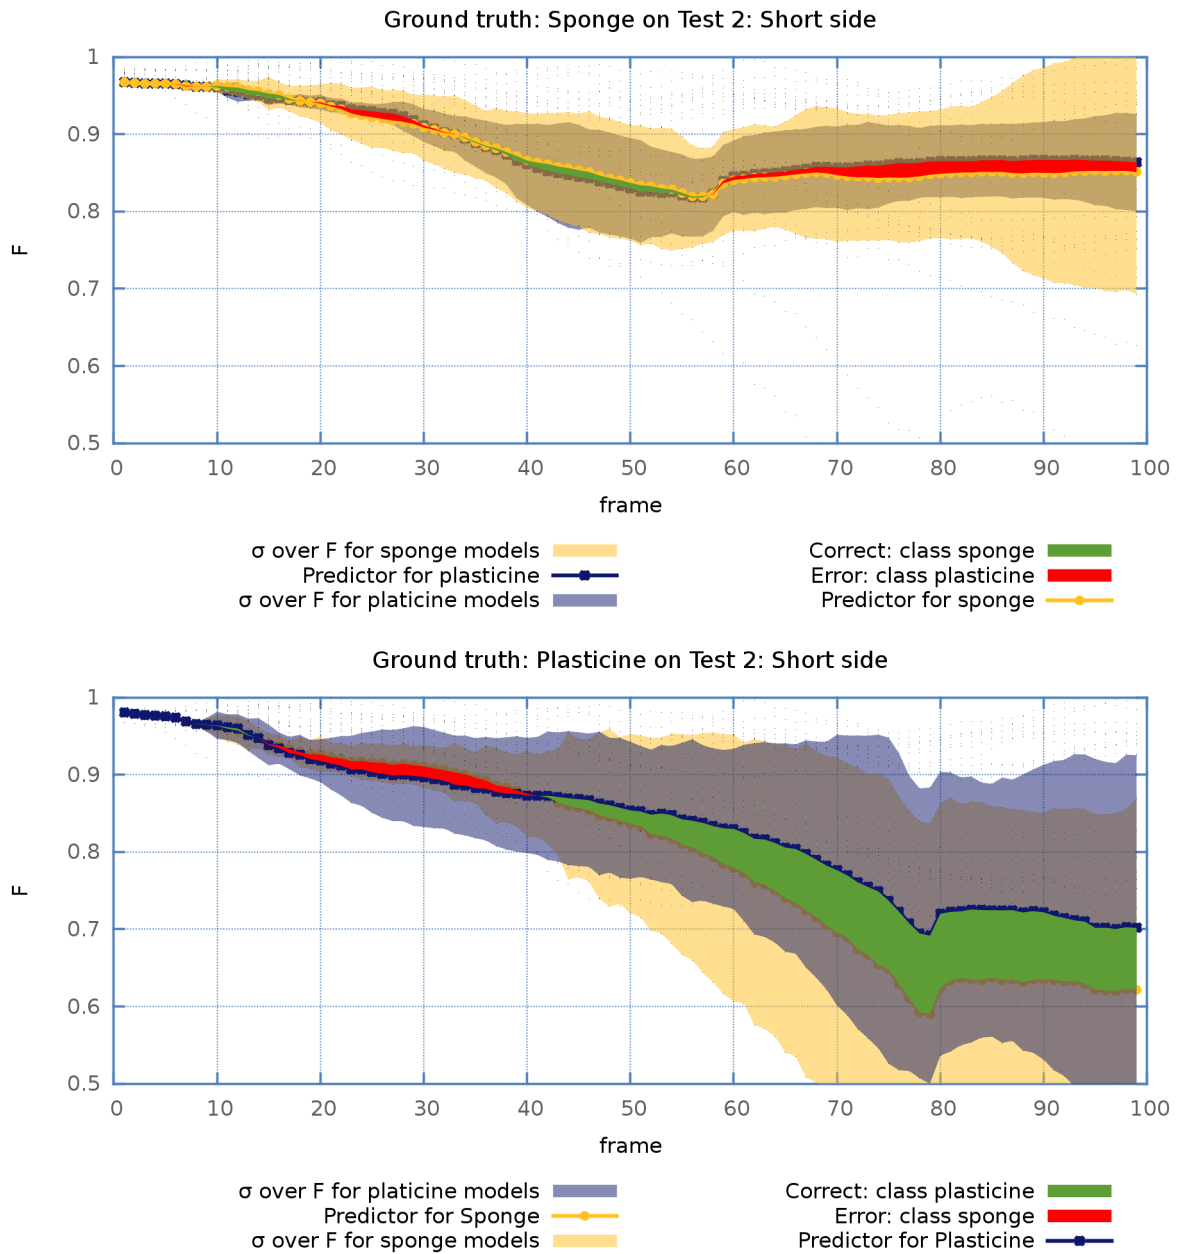 Ground truth: Sponge on Test 2: Short side
1
0.9
0.8
0.7
0.6
0.5
F
0 10 20 30 40 50 60 70 80 90 100
frame
σ over F for sponge models
Predictor for plasticine
σ over F for platicine models
Correct: class sponge
Error: class plasticine
Predictor for sponge
Ground truth: Plasticine on Test 2: Short side
1
0.9
0.8
0.7
0.6
0.5
F
0 10 20 30 40 50 60 70 80 90 100
frame
σ over F for platicine models
Predictor for Sponge
σ over F for sponge models
Correct: class plasticine
Error: class sponge
Predictor for Plasticine